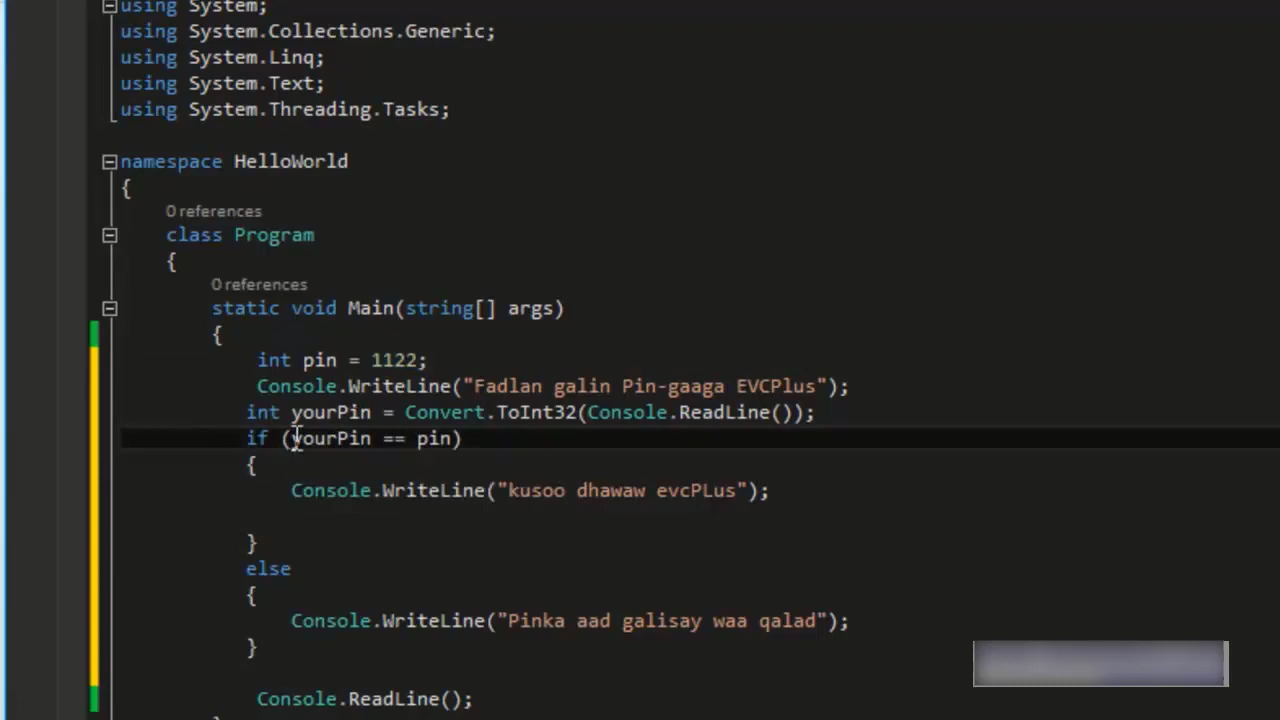 using System;
using System.Collections.Generic;
using System.Linq;
using System.Text;
using System.Threading.Tasks;
namespace HelloWorld
{
0 references
class Program
{
0 references
static void Main(string[] args)
{
int pin = 1122;
Console.WriteLine("Fadlan galin Pin-gaaga EVCPlus");
int yourPin = Convert.ToInt32(Console.ReadLine());
if (yourPin == pin)
{
Console.WriteLine("kusoo dhawaw evcPLus");
}
else
{
Console.WriteLine("Pinka aad galisay waa qalad");
}
Console.ReadLine();